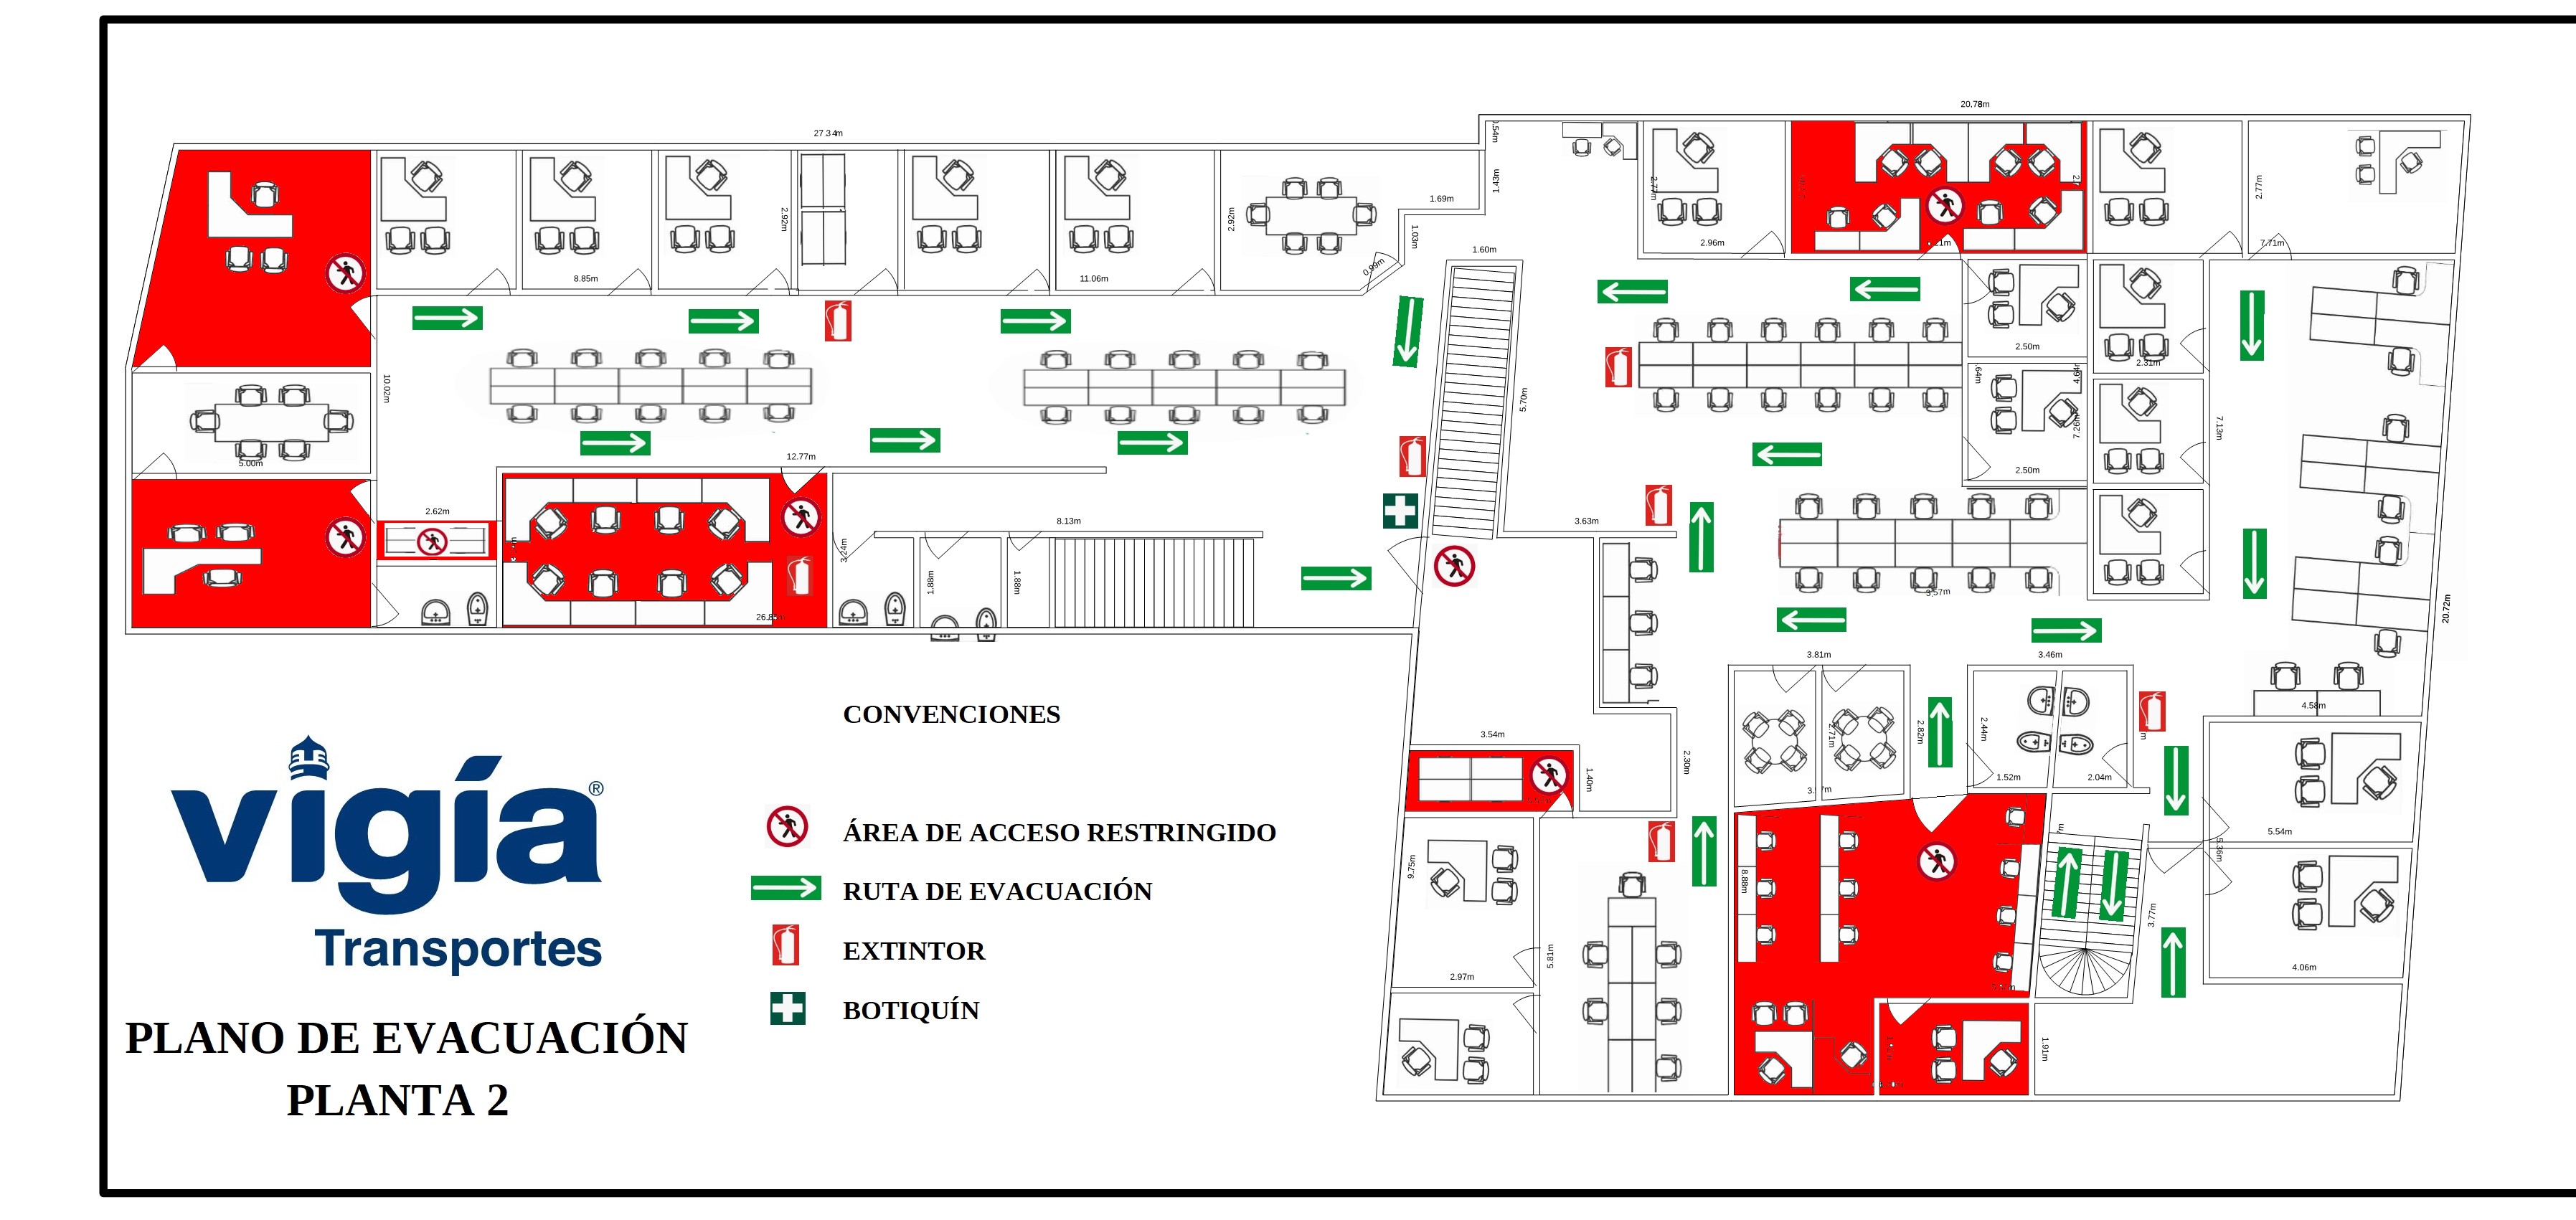 20.78m
27.34m
.54m
1.43m
1.69m
1.03m
0.99m
2.92m
2.92m
8.85m
11.06m
1.60m
5.70m
2.77m
2.96m
2.77m
7.71m
2.50m
2.31m
2.50m
7.26m
7.13m
10.02m
5.00m
12.77m
2.62m
8.13m
3.24m
1.88m
1.88m
3.63m
3.57m
20.72m
3.81m
3.46m
2.71m
2.82m
2.44m
1.52m
2.04m
4.58m
3.54m
1.40m
2.30m
5.54m
5.36m
9.75m
8.88m
2.97m
5.81m
3.77m
4.06m
1.91m
CONVENCIONES
vigía®
Transportes
ÁREA DE ACCESO RESTRINGIDO
RUTA DE EVACUACIÓN
EXTINTOR
BOTIQUÍN
PLANO DE EVACUACIÓN
PLANTA 2